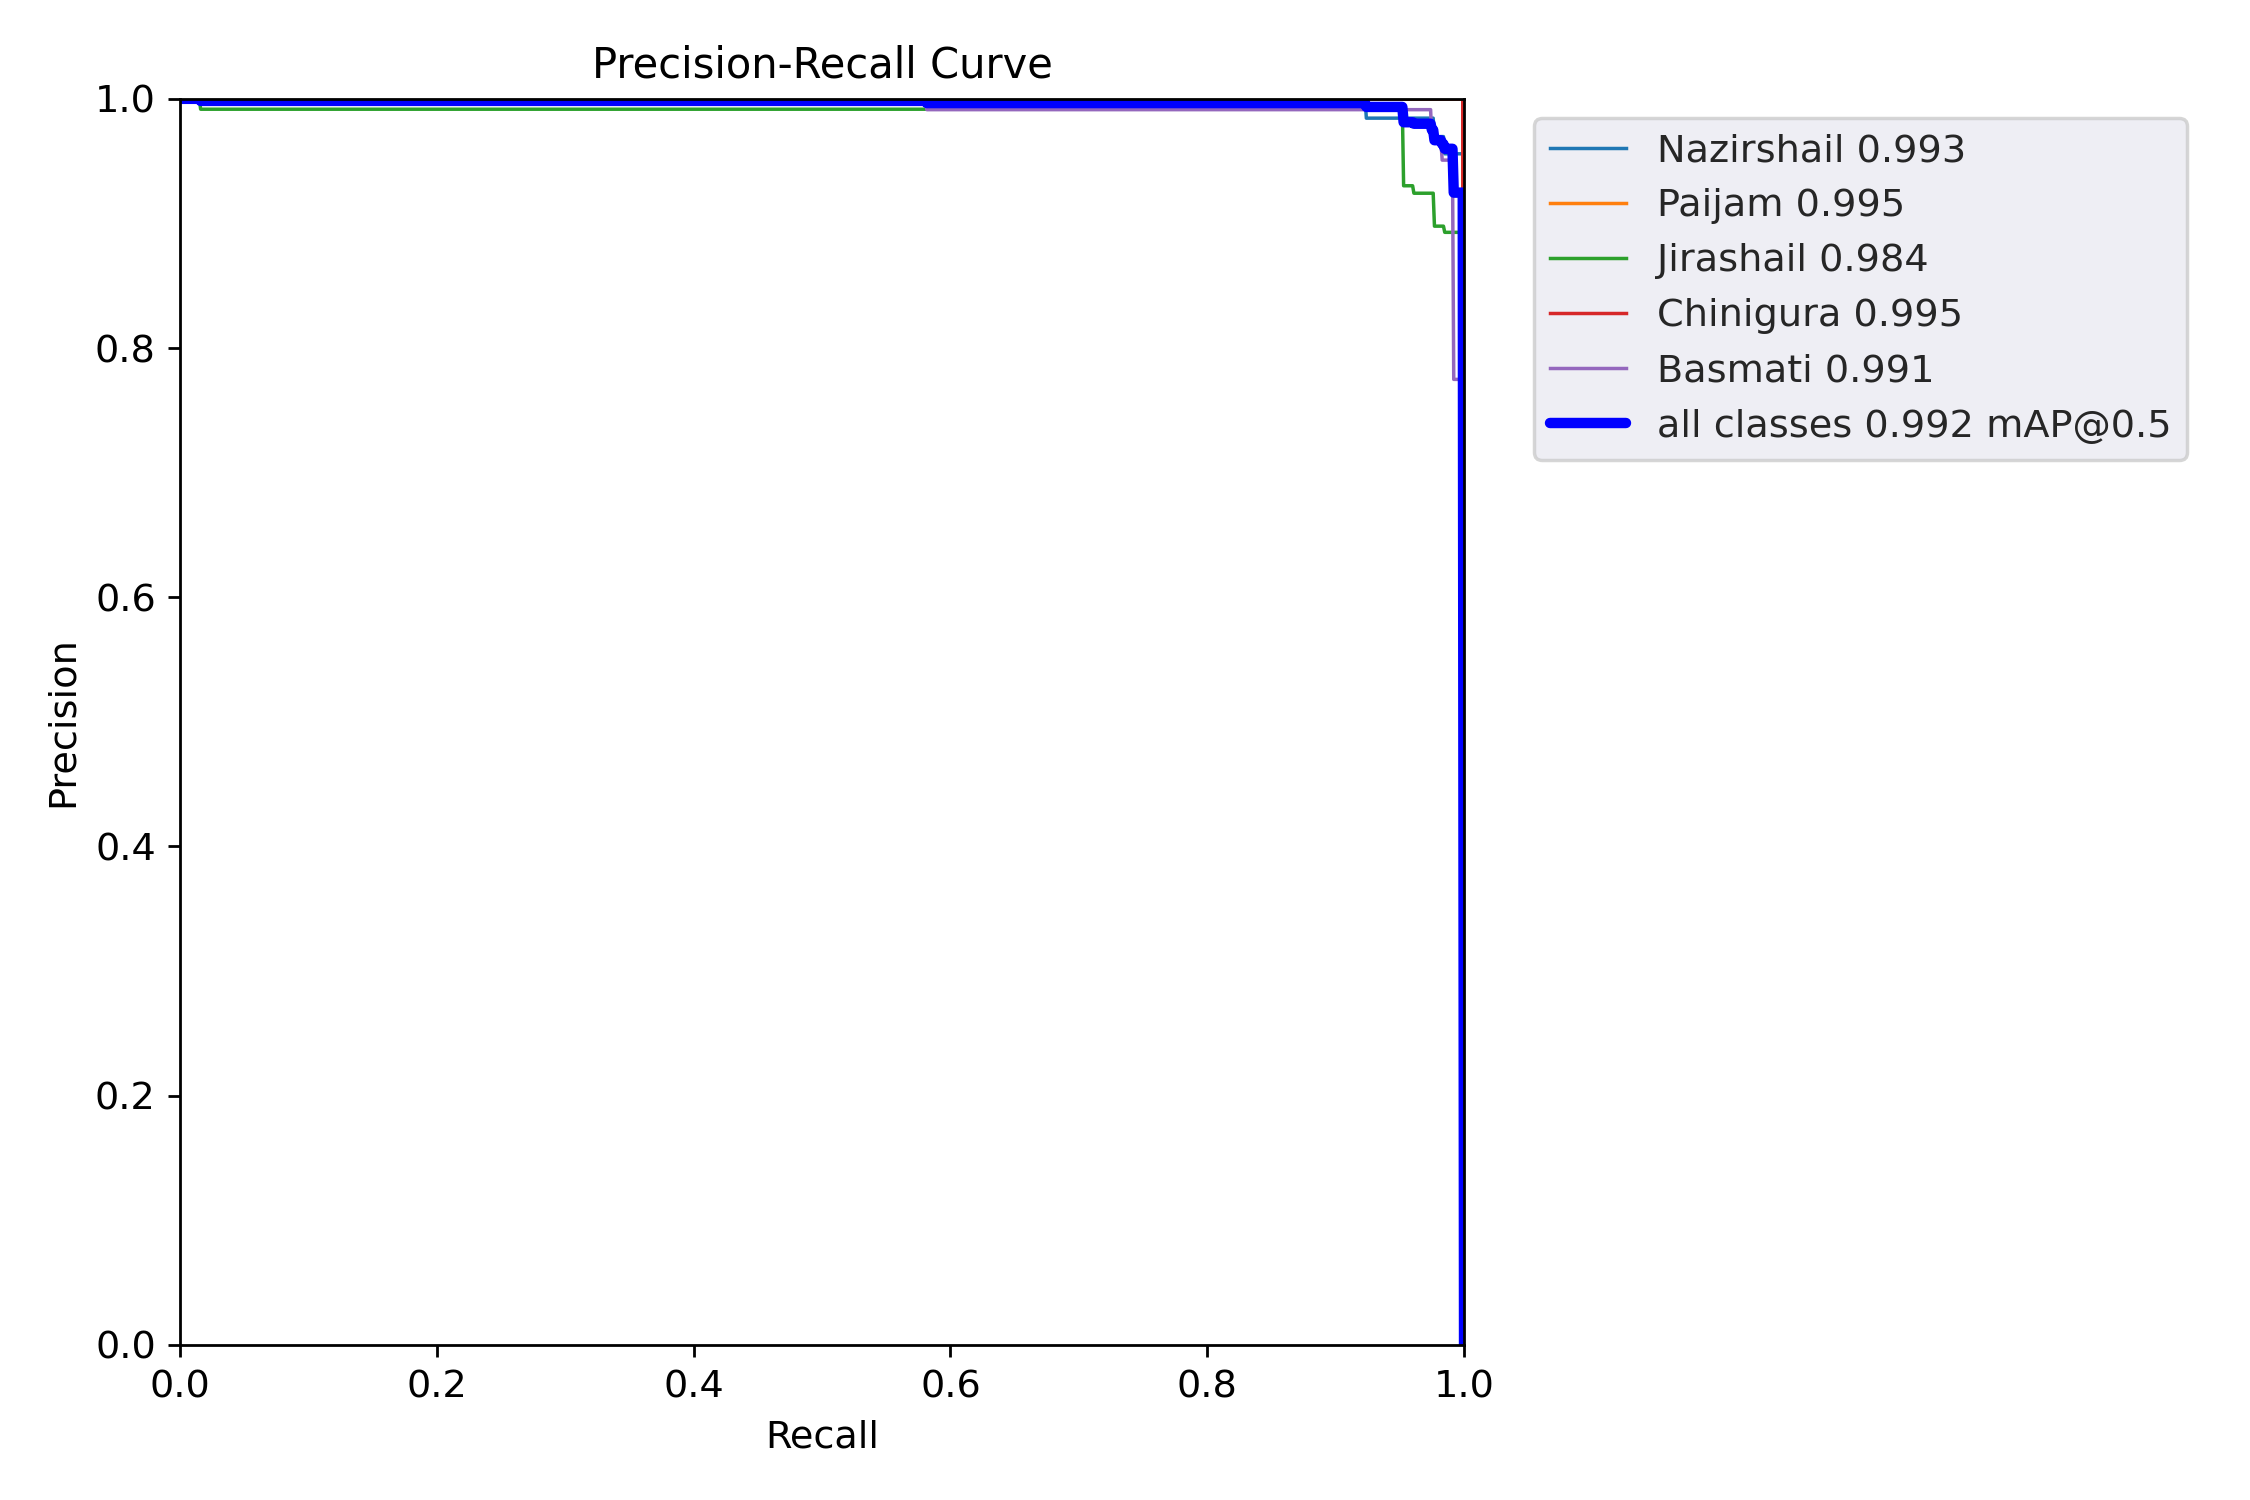 Precision-Recall Curve
1.0
0.8
0.6
0.4
0.2
0.0
Precision
0.0 0.2 0.4 0.6 0.8 1.0
Recall
Nazirshail 0.993
Paijam 0.995
Jirashail 0.984
Chinigura 0.995
Basmati 0.991
all classes 0.992 mAP@0.5